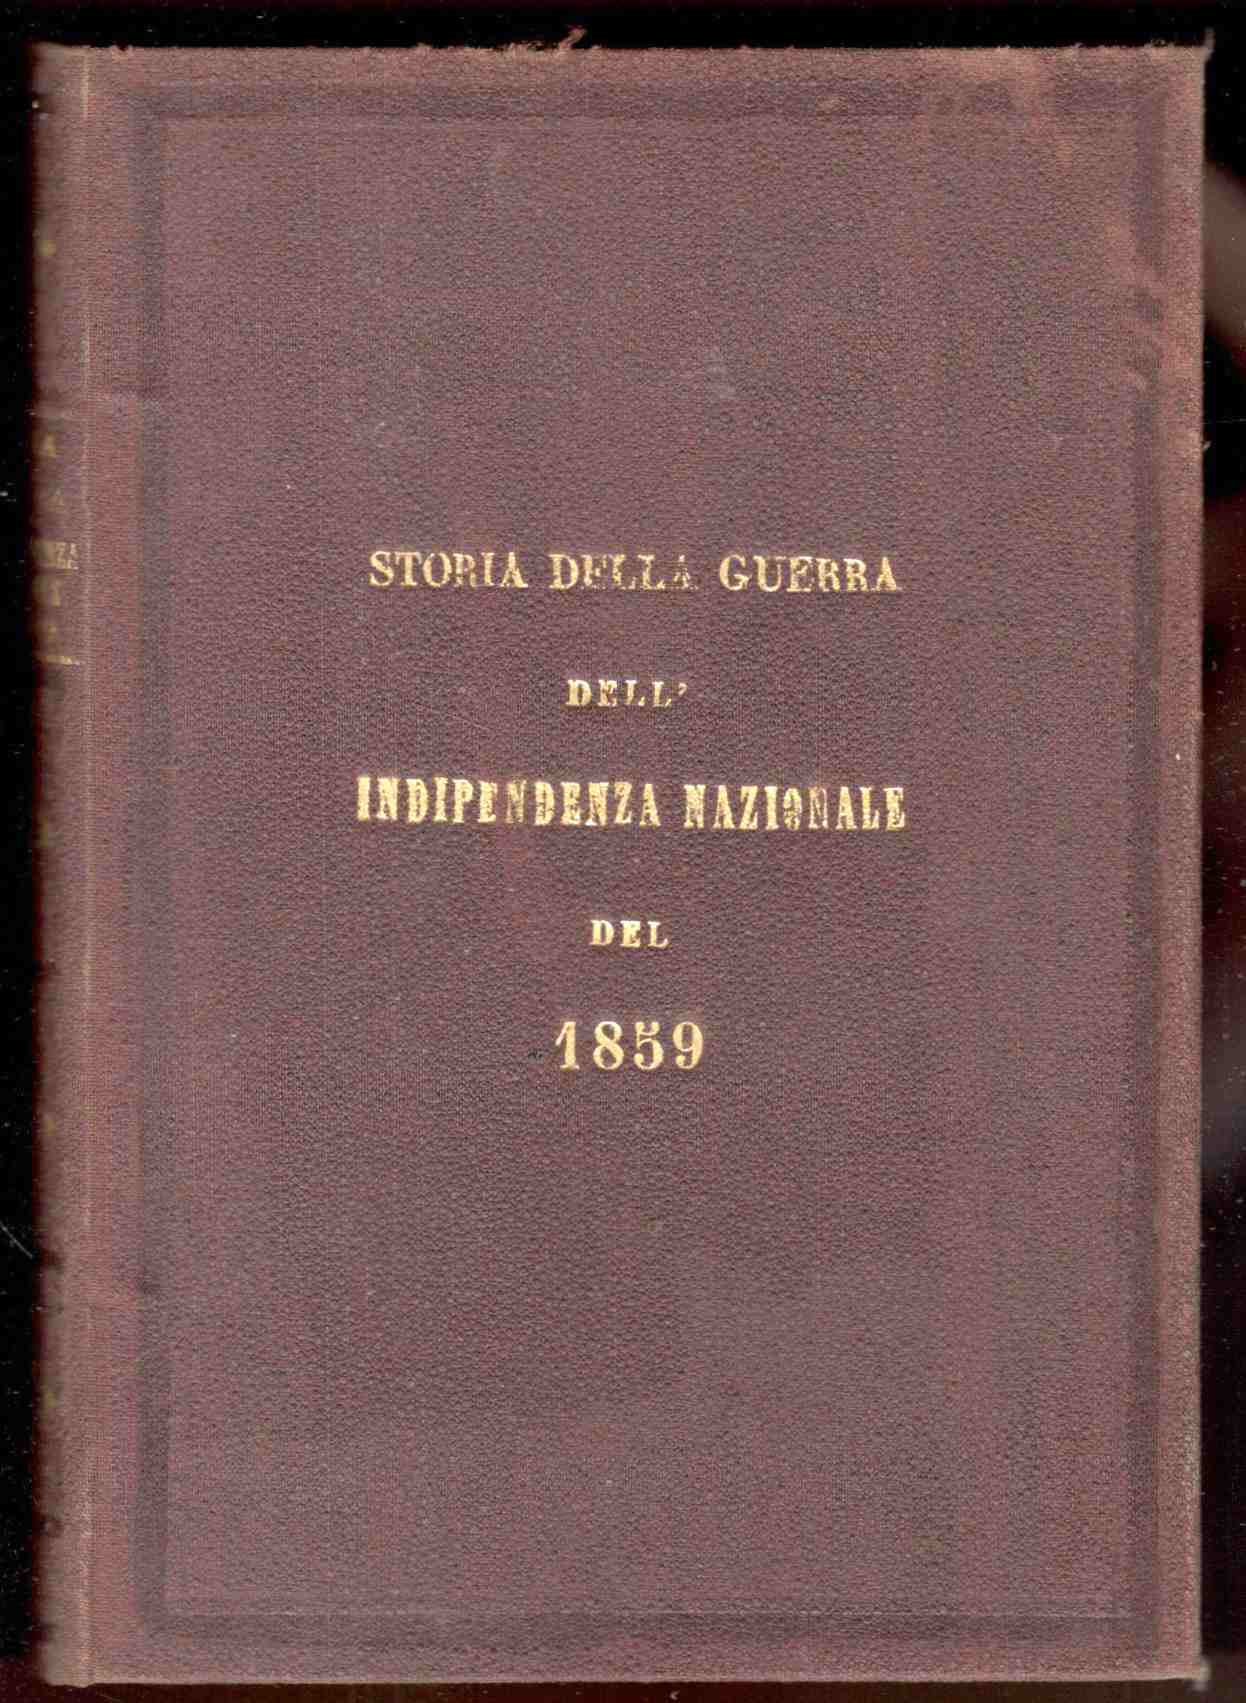 STORIA DELLA GUERRA
DELL'
INDIPENDENZA NAZIONALE
DEL
1859